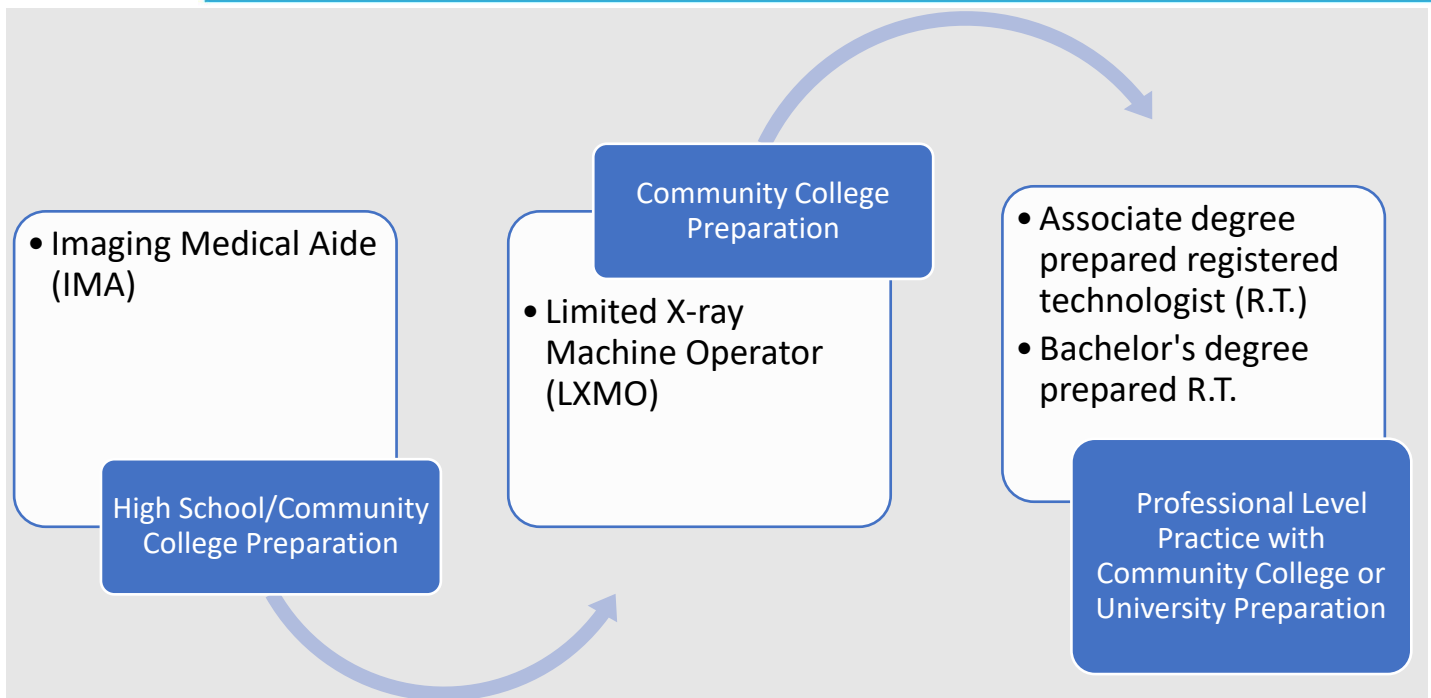 • Imaging Medical Aide
(IMA)
High School/Community
College Preparation
Community College
Preparation
• Limited X-ray
Machine Operator
(LXMO)
• Associate degree
prepared registered
technologist (R.T.)
• Bachelor's degree
prepared R.T.
Professional Level
Practice with
Community College or
University Preparation